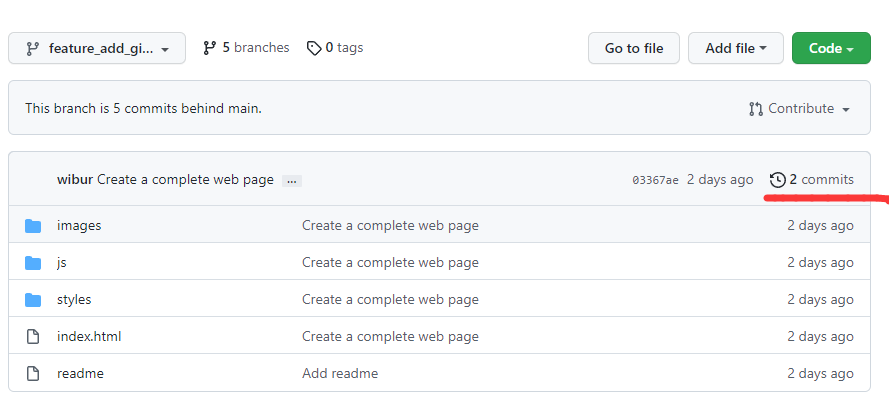 feature_add_gi... 5 branches 0 tags Go to file Add file Code
This branch is 5 commits behind main. Contribute
wibur Create a complete web page ... 03367ae 2 days ago 2 commits
images Create a complete web page 2 days ago
js Create a complete web page 2 days ago
styles Create a complete web page 2 days ago
index.html Create a complete web page 2 days ago
readme Add readme 2 days ago